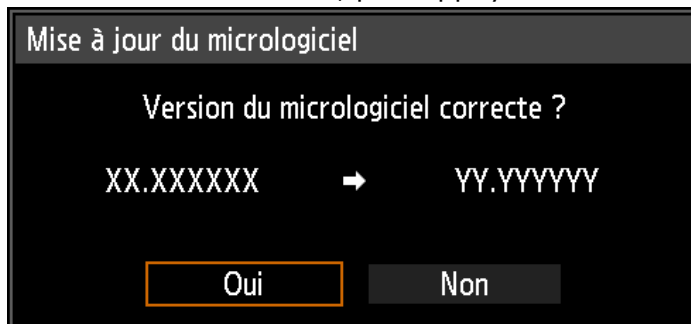 Mise à jour du micrologiciel
Version du micrologiciel correcte ?
XX.XXXXXX ➡ YY.YYYYYY
Oui Non